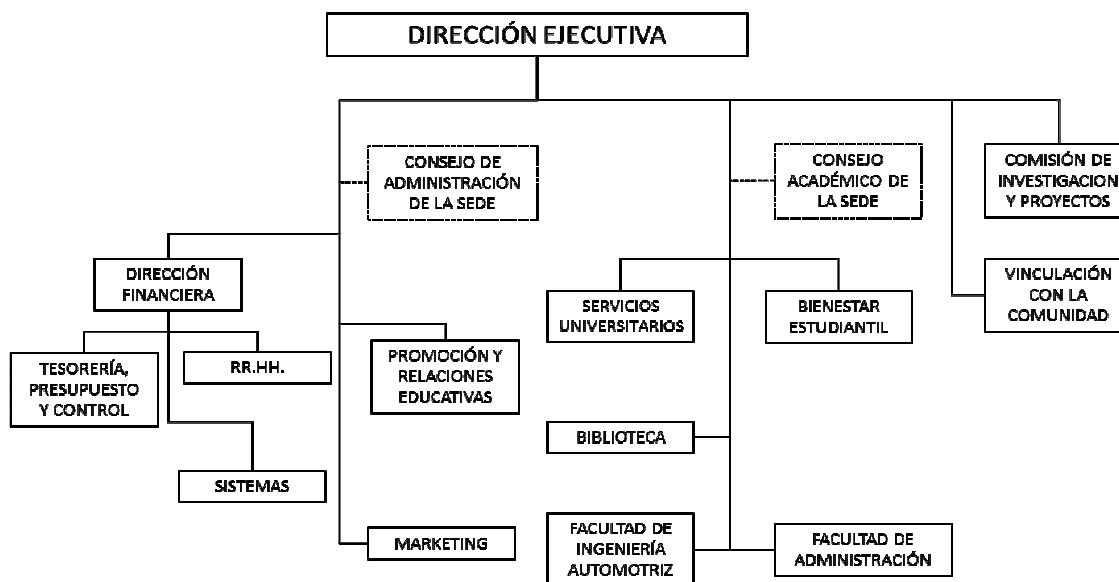 DIRECCIÓN EJECUTIVA
CONSEJO DE
ADMINISTRACIÓN
DE LA SEDE
CONSEJO
ACADÉMICO DE
LA SEDE
COMISIÓN DE
INVESTIGACION
Y PROYECTOS
DIRECCIÓN
FINANCIERA
SERVICIOS
UNIVERSITARIOS
BIENESTAR
ESTUDIANTIL
VINCULACIÓN
CON LA
COMUNIDAD
TESORERÍA,
PRESUPUESTO
Y CONTROL
RR.HH.
PROMOCIÓN Y
RELACIONES
EDUCATIVAS
BIBLIOTECA
SISTEMAS
MARKETING
FACULTAD DE
INGENIERÍA
AUTOMOTRIZ
FACULTAD DE
ADMINISTRACIÓN